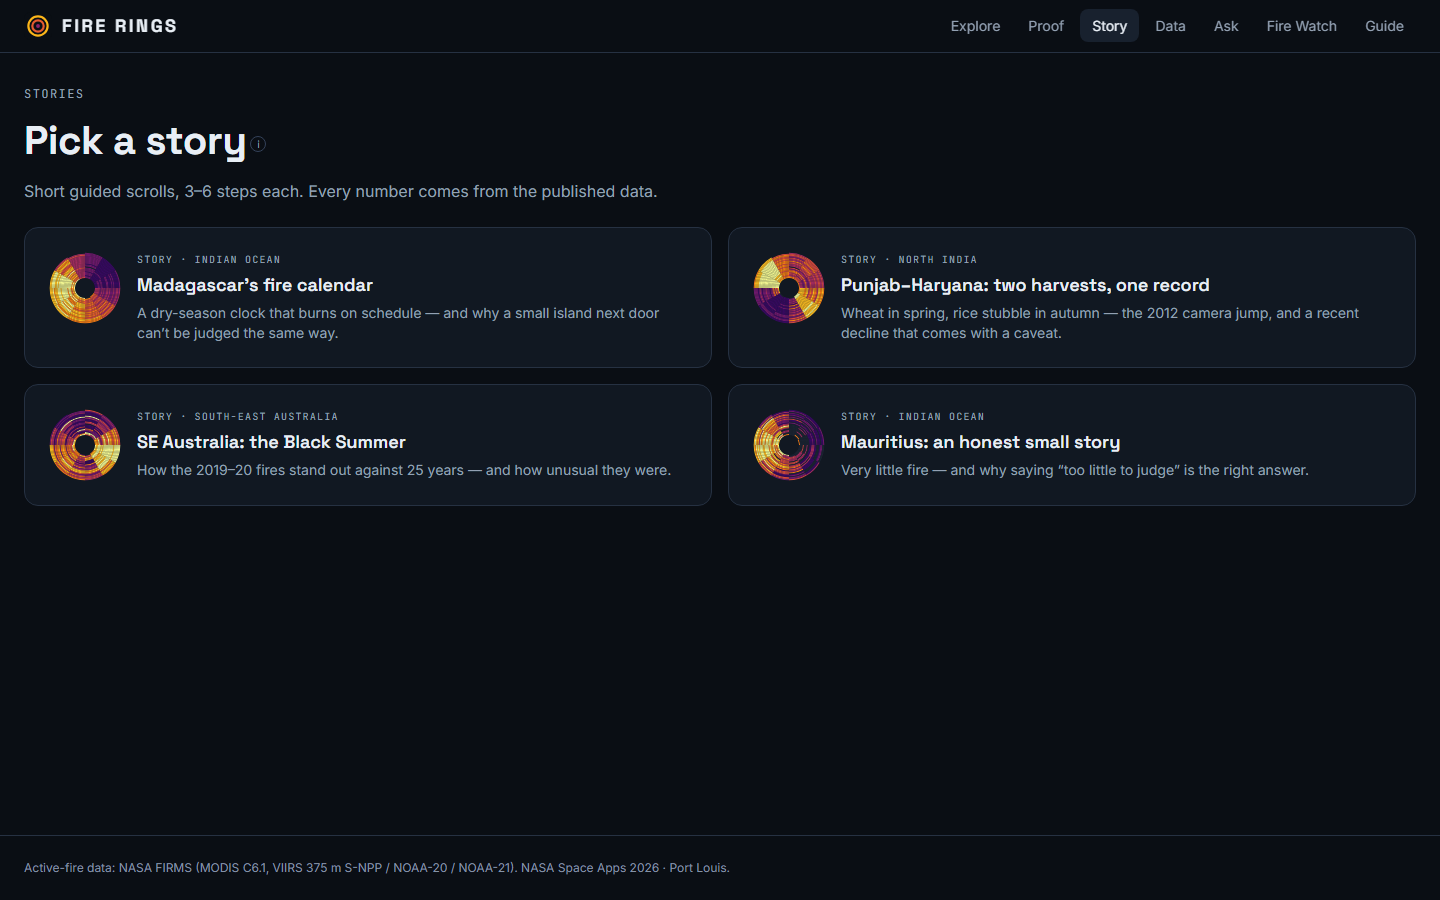 FIRE RINGS
Explore
Proof
Story
Data
Ask
Fire Watch
Guide
STORIES
Pick a story
i
Short guided scrolls, 3–6 steps each. Every number comes from the published data.
STORY · INDIAN OCEAN
Madagascar’s fire calendar
A dry-season clock that burns on schedule — and why a small island next door
can’t be judged the same way.
STORY · NORTH INDIA
Punjab–Haryana: two harvests, one record
Wheat in spring, rice stubble in autumn — the 2012 camera jump, and a recent
decline that comes with a caveat.
STORY · SOUTH-EAST AUSTRALIA
SE Australia: the Black Summer
How the 2019–20 fires stand out against 25 years — and how unusual they were.
STORY · INDIAN OCEAN
Mauritius: an honest small story
Very little fire — and why saying “too little to judge” is the right answer.
Active-fire data: NASA FIRMS (MODIS C6.1, VIIRS 375 m S-NPP / NOAA-20 / NOAA-21). NASA Space Apps 2026 · Port Louis.